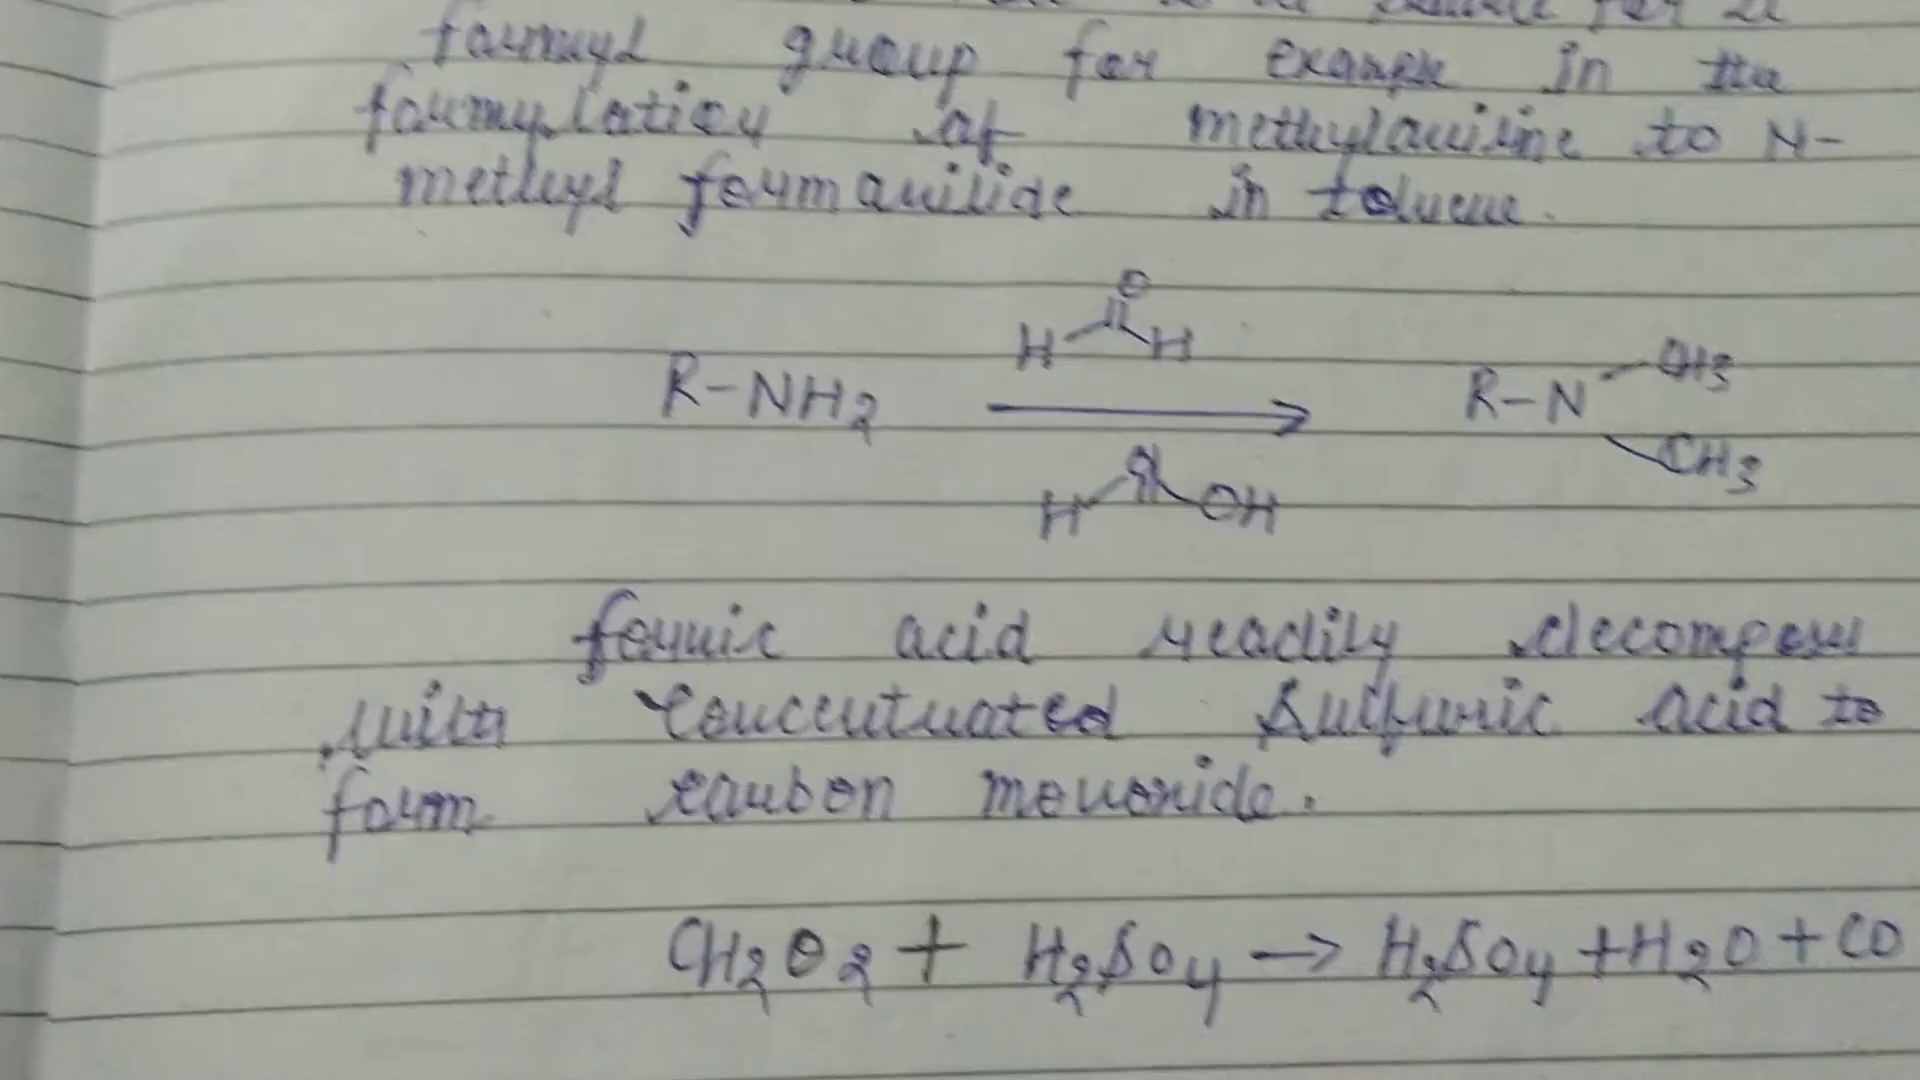 formyl group for example in the
formylation of methylaniline to N-
methyl formanilide in toluene.
O
H H
R-NH2 R-N CH3
CH3
O
H OH
formic acid readily decompose
with concentrated sulfuric acid to
form carbon monoxide.
CH2O2 + H2SO4 → H2SO4 + H2O + CO